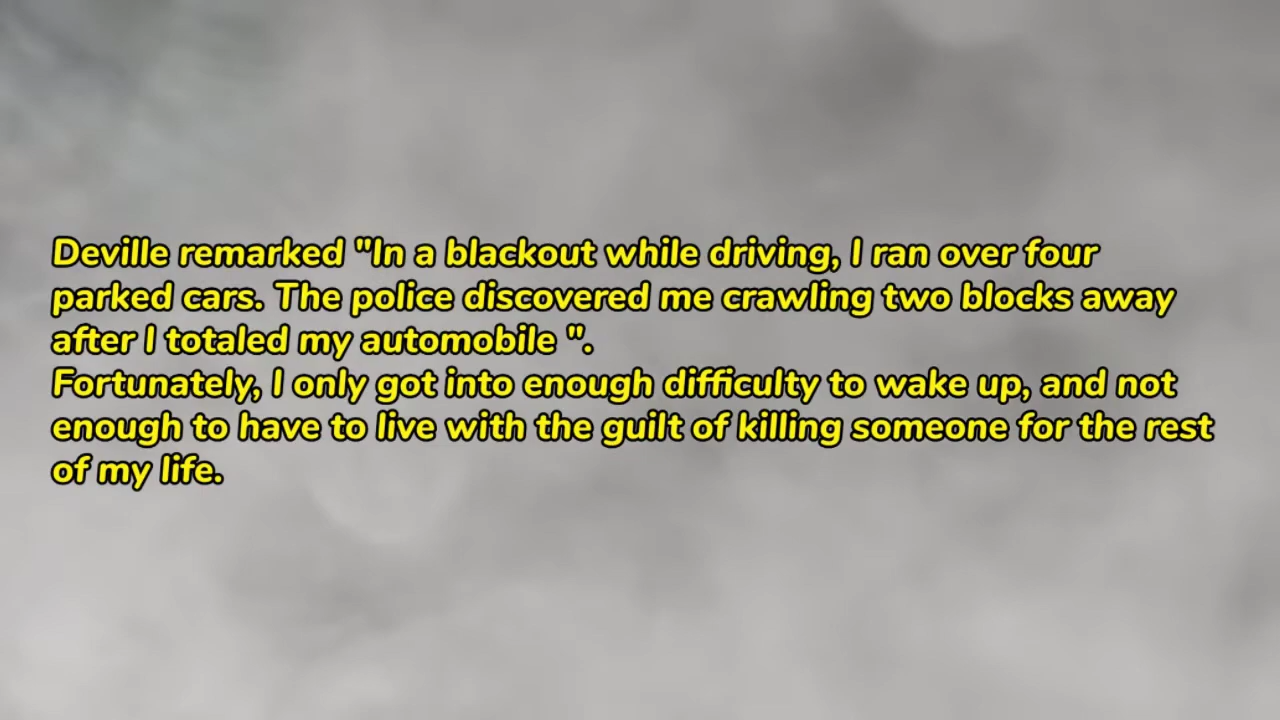 Deville remarked "In a blackout while driving, I ran over four
parked cars. The police discovered me crawling two blocks away
after I totaled my automobile ".
Fortunately, I only got into enough difficulty to wake up, and not
enough to have to live with the guilt of killing someone for the rest
of my life.